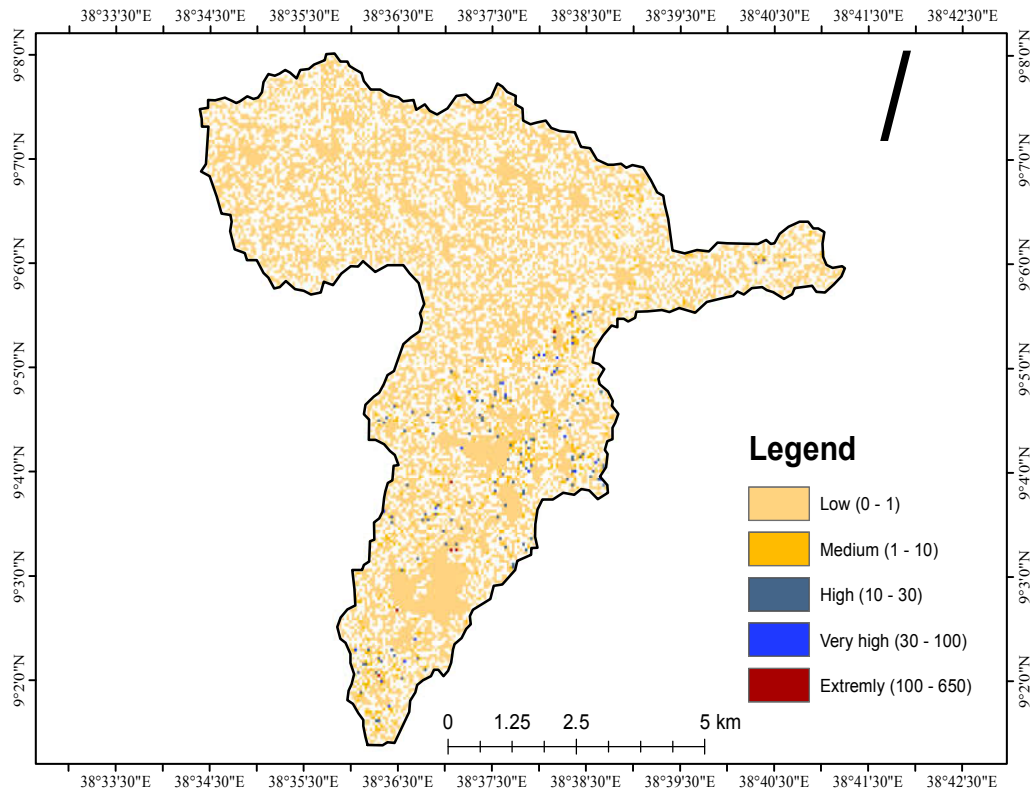 38°33'30"E 38°34'30"E 38°35'30"E 38°36'30"E 38°37'30"E 38°38'30"E 38°39'30"E 38°40'30"E 38°41'30"E 38°42'30"E
9°8'0"N 9°8'0"N
9°7'0"N 9°7'0"N
9°6'0"N 9°6'0"N
9°5'0"N 9°5'0"N
9°4'0"N 9°4'0"N
9°3'0"N 9°3'0"N
9°2'0"N 9°2'0"N
Legend
Low (0 - 1)
Medium (1 - 10)
High (10 - 30)
Very high (30 - 100)
Extremly (100 - 650)
0 1.25 2.5 5 km
38°33'30"E 38°34'30"E 38°35'30"E 38°36'30"E 38°37'30"E 38°38'30"E 38°39'30"E 38°40'30"E 38°41'30"E 38°42'30"E